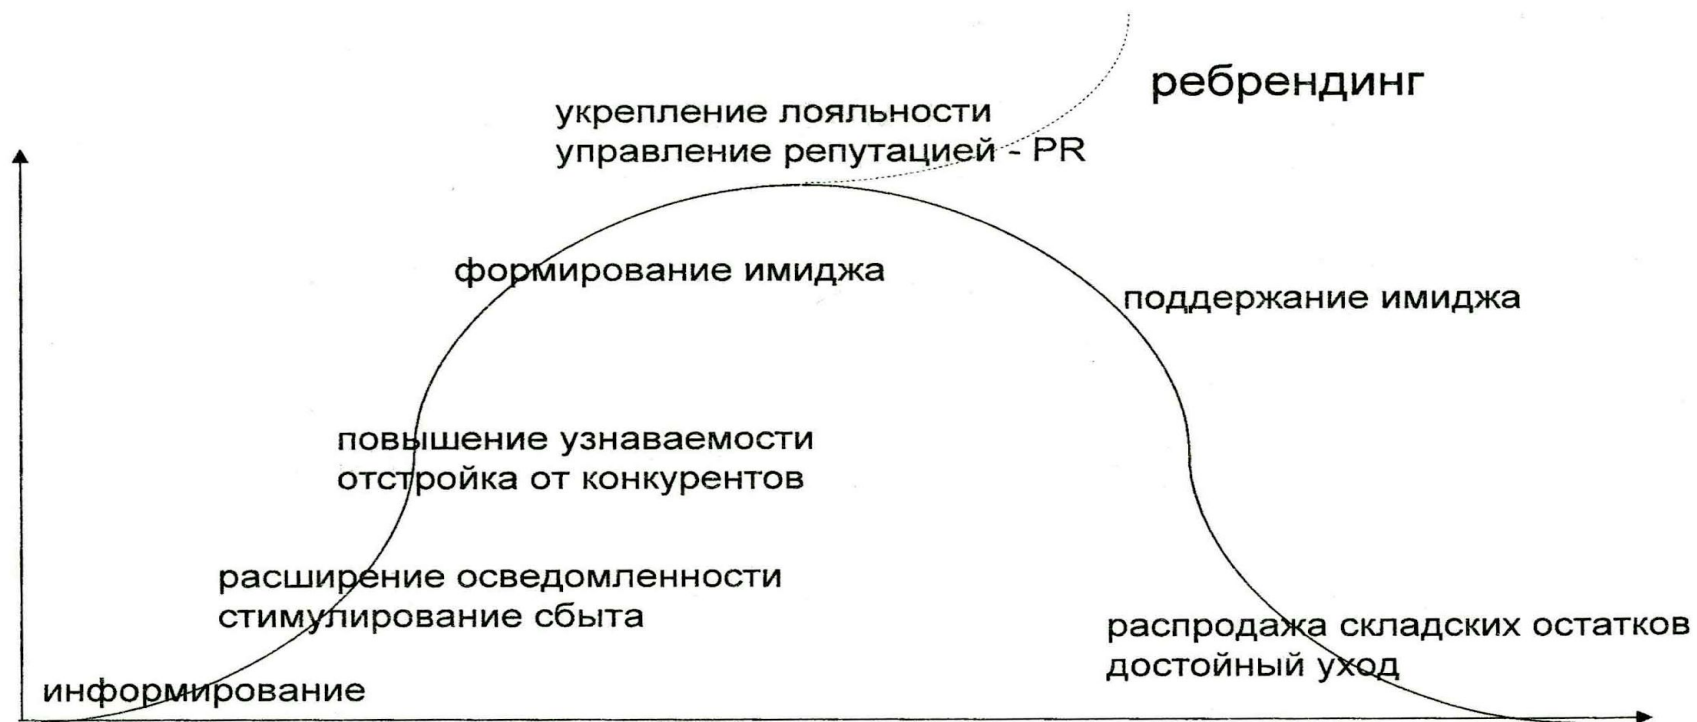 ребрендинг
укрепление лояльности
управление репутацией - PR
формирование имиджа
поддержание имиджа
повышение узнаваемости
отстройка от конкурентов
расширение осведомленности
стимулирование сбыта
распродажа складских остатков
достойный уход
информирование